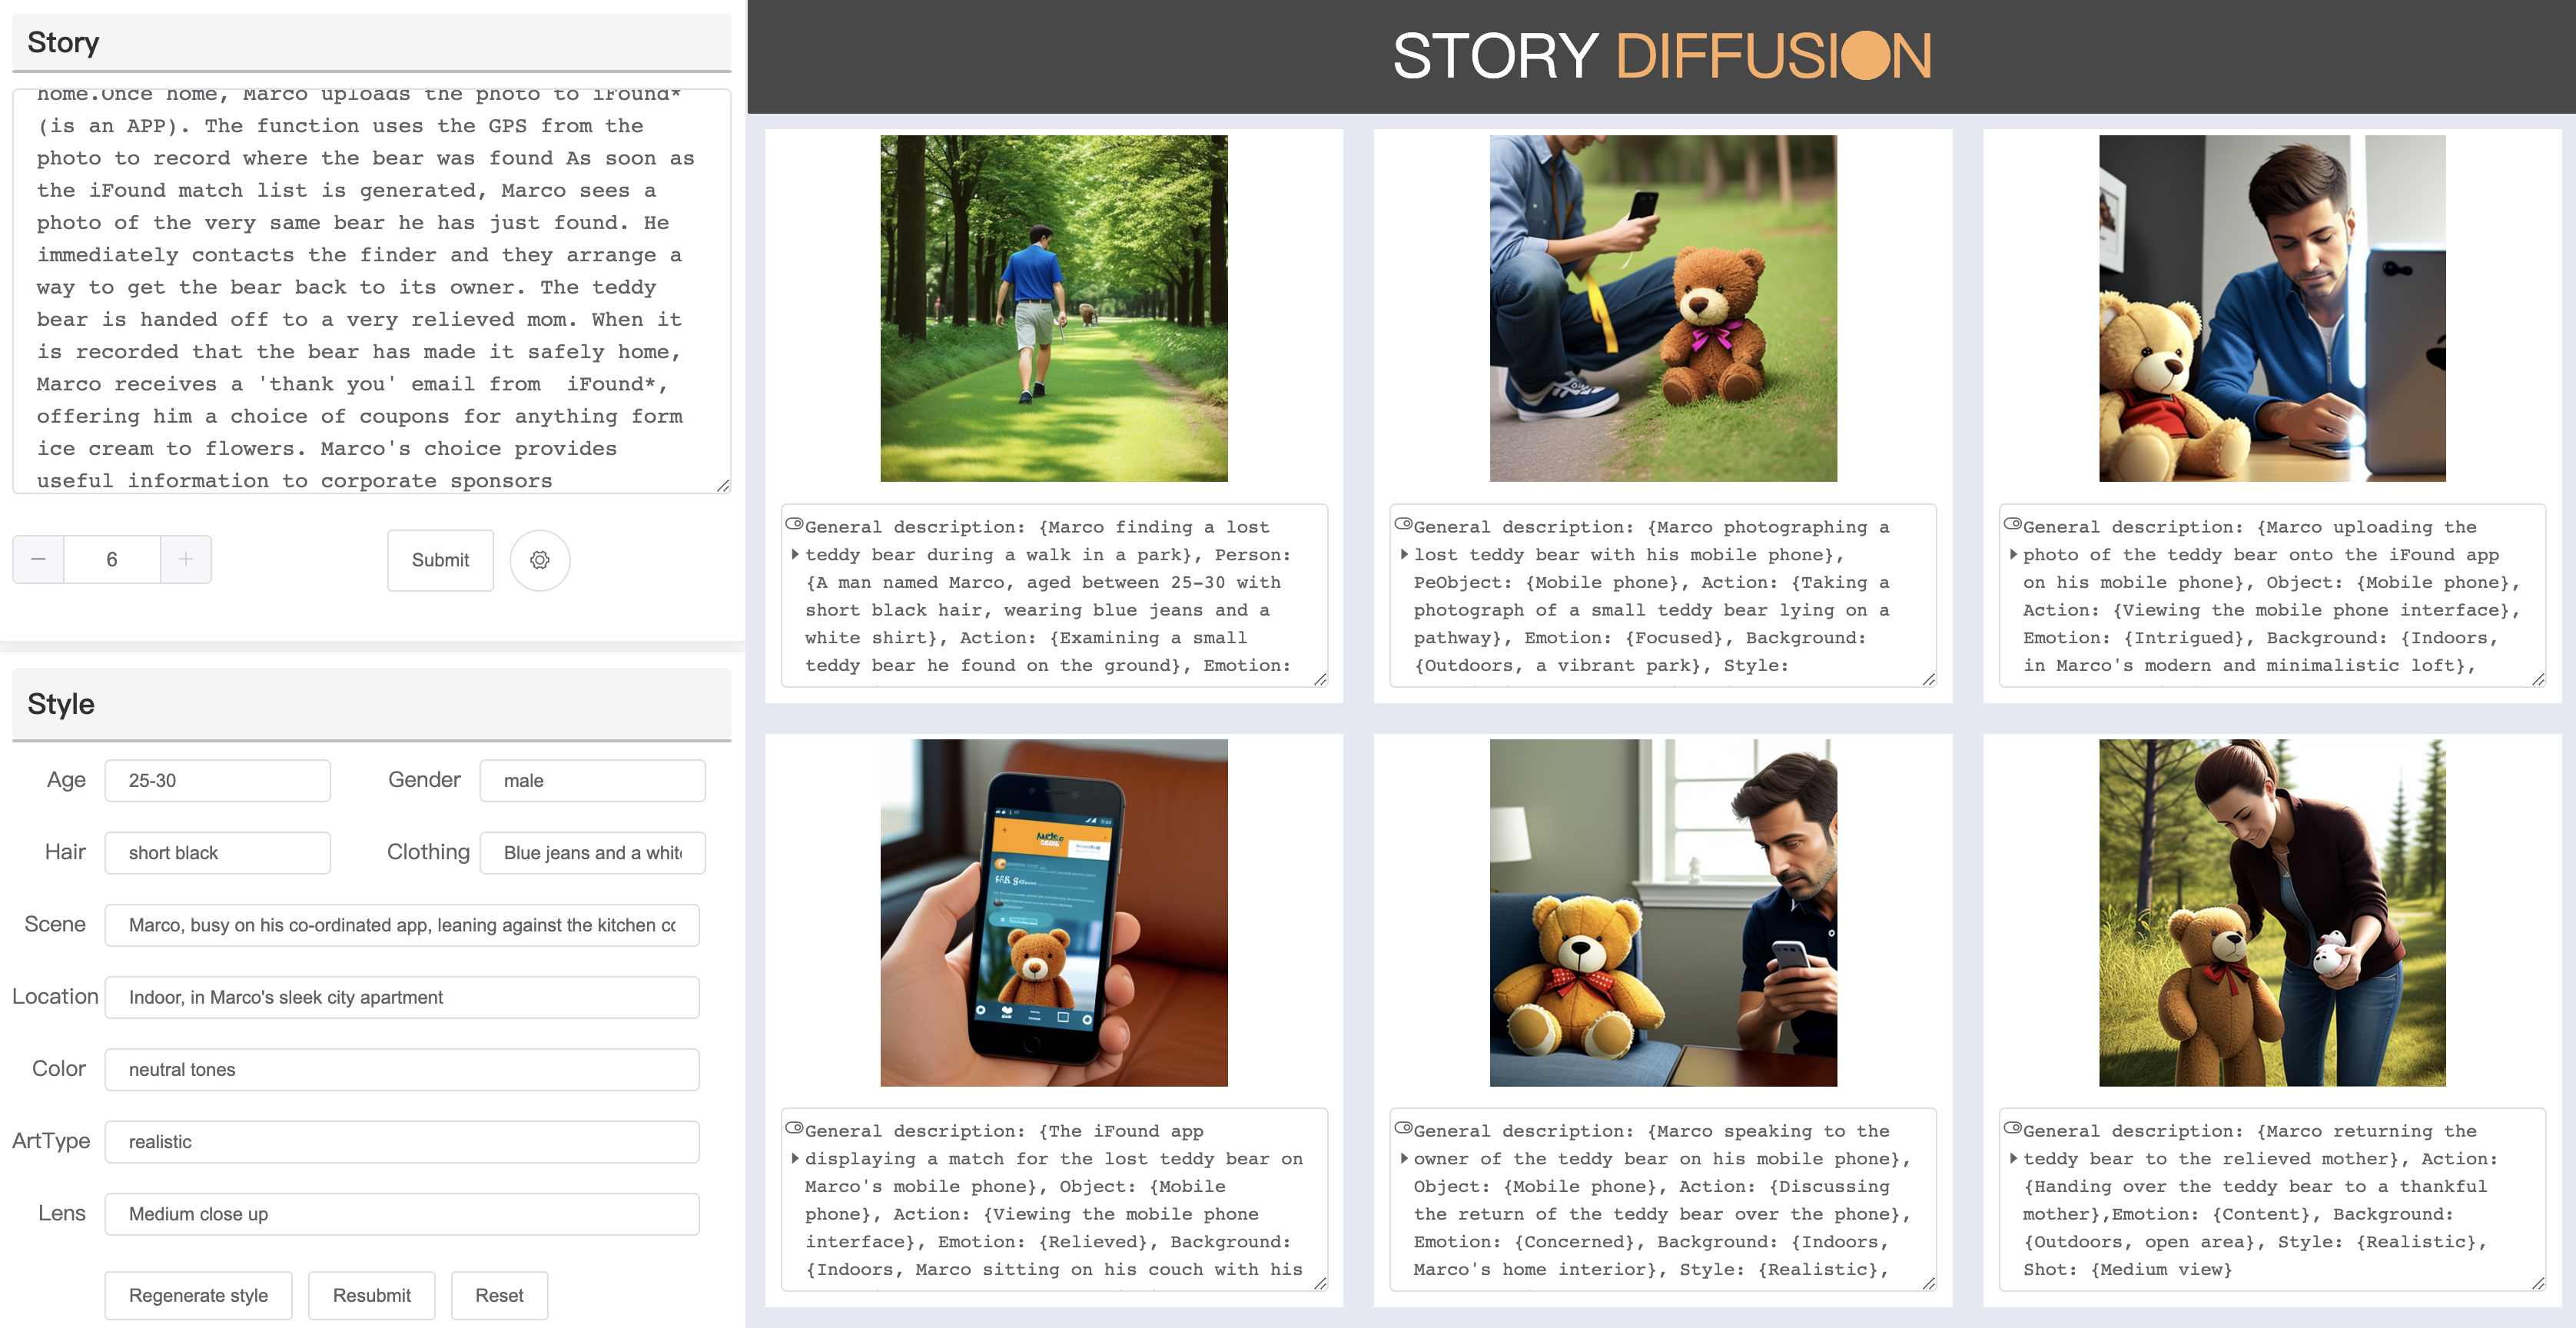 Story
home.Once home, Marco uploads the photo to iFound*
(is an APP). The function uses the GPS from the
photo to record where the bear was found As soon as
the iFound match list is generated, Marco sees a
photo of the very same bear he has just found. He
immediately contacts the finder and they arrange a
way to get the bear back to its owner. The teddy
bear is handed off to a very relieved mom. When it
is recorded that the bear has made it safely home,
Marco receives a 'thank you' email from  iFound*,
offering him a choice of coupons for anything form
ice cream to flowers. Marco's choice provides
useful information to corporate sponsors
6
Submit
Style
Age 25-30 Gender male
Hair short black Clothing Blue jeans and a white
Scene Marco, busy on his co-ordinated app, leaning against the kitchen
Location Indoor, in Marco's sleek city apartment
Color neutral tones
ArtType realistic
Lens Medium close up
Regenerate style Resubmit Reset
STORY DIFFUSION
General description: {Marco finding a lost
teddy bear during a walk in a park}, Person:
{A man named Marco, aged between 25-30 with
short black hair, wearing blue jeans and a
white shirt}, Action: {Examining a small
teddy bear he found on the ground}, Emotion:
General description: {Marco photographing a
lost teddy bear with his mobile phone},
PeObject: {Mobile phone}, Action: {Taking a
photograph of a small teddy bear lying on a
pathway}, Emotion: {Focused}, Background:
{Outdoors, a vibrant park}, Style:
General description: {Marco uploading the
photo of the teddy bear onto the iFound app
on his mobile phone}, Object: {Mobile phone},
Action: {Viewing the mobile phone interface},
Emotion: {Intrigued}, Background: {Indoors,
in Marco's modern and minimalistic loft},
General description: {The iFound app
displaying a match for the lost teddy bear on
Marco's mobile phone}, Object: {Mobile
phone}, Action: {Viewing the mobile phone
interface}, Emotion: {Relieved}, Background:
{Indoors, Marco sitting on his couch with his
General description: {Marco speaking to the
owner of the teddy bear on his mobile phone},
Object: {Mobile phone}, Action: {Discussing
the return of the teddy bear over the phone},
Emotion: {Concerned}, Background: {Indoors,
Marco's home interior}, Style: {Realistic},
General description: {Marco returning the
teddy bear to the relieved mother}, Action:
{Handing over the teddy bear to a thankful
mother},Emotion: {Content}, Background:
{Outdoors, open area}, Style: {Realistic},
Shot: {Medium view}